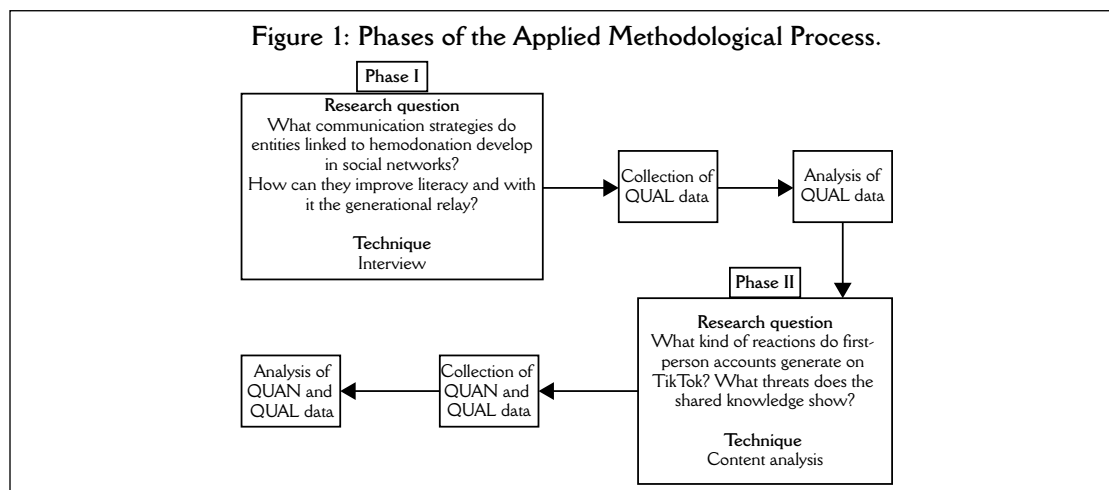 Figure 1: Phases of the Applied Methodological Process.
Phase I
Research question
What communication strategies do
entities linked to hemodonation develop
in social networks?
How can they improve literacy and with
it the generational relay?
Technique
Interview
Collection of
QUAL data
Analysis of
QUAL data
Phase II
Research question
What kind of reactions do first-
person accounts generate on
TikTok? What threats does the
shared knowledge show?
Technique
Content analysis
Collection of
QUAN and
QUAL data
Analysis of
QUAN and
QUAL data